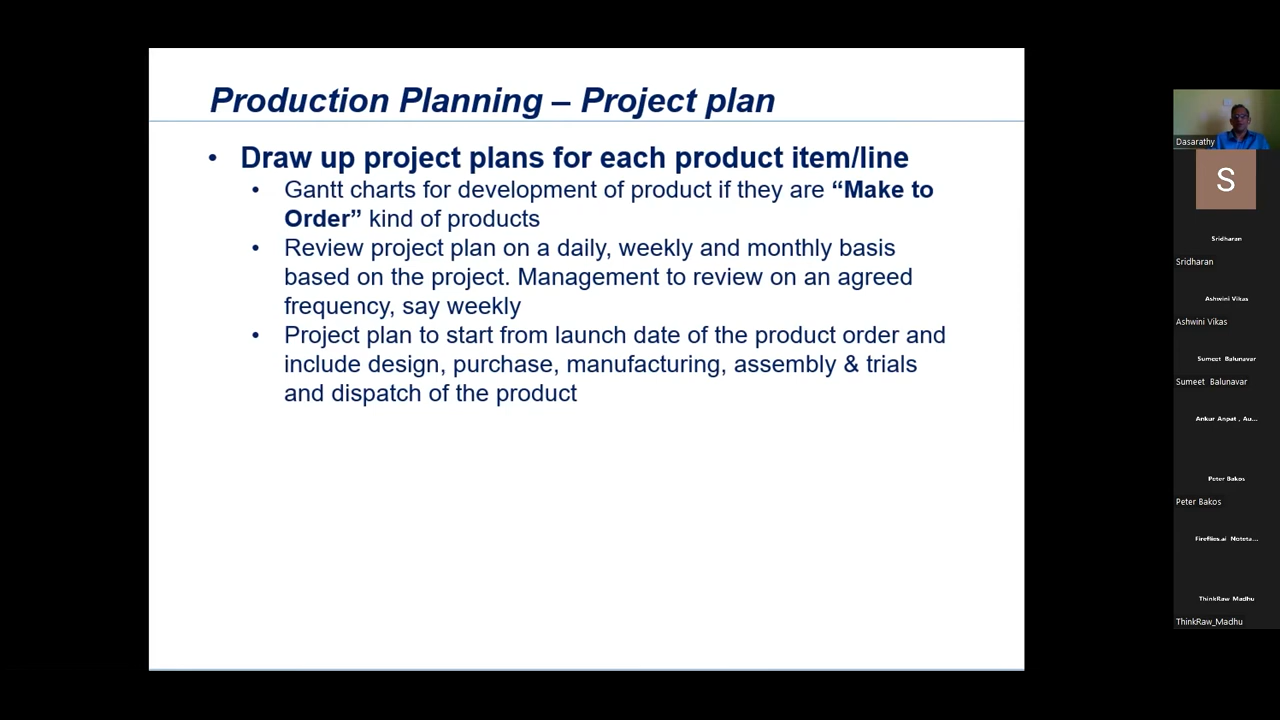 Production Planning – Project plan
• Draw up project plans for each product item/line
• Gantt charts for development of product if they are “Make to
Order” kind of products
• Review project plan on a daily, weekly and monthly basis
based on the project. Management to review on an agreed
frequency, say weekly
• Project plan to start from launch date of the product order and
include design, purchase, manufacturing, assembly & trials
and dispatch of the product
Dasarathy
S
Sridharan
Sridharan
Ashwini Vikas
Ashwini Vikas
Sumeet Balunavar
Sumeet Balunavar
Ankur Anpat , Au...
Peter Bakos
Peter Bakos
Fireflies.ai Noteta...
ThinkRaw Madhu
ThinkRaw_Madhu